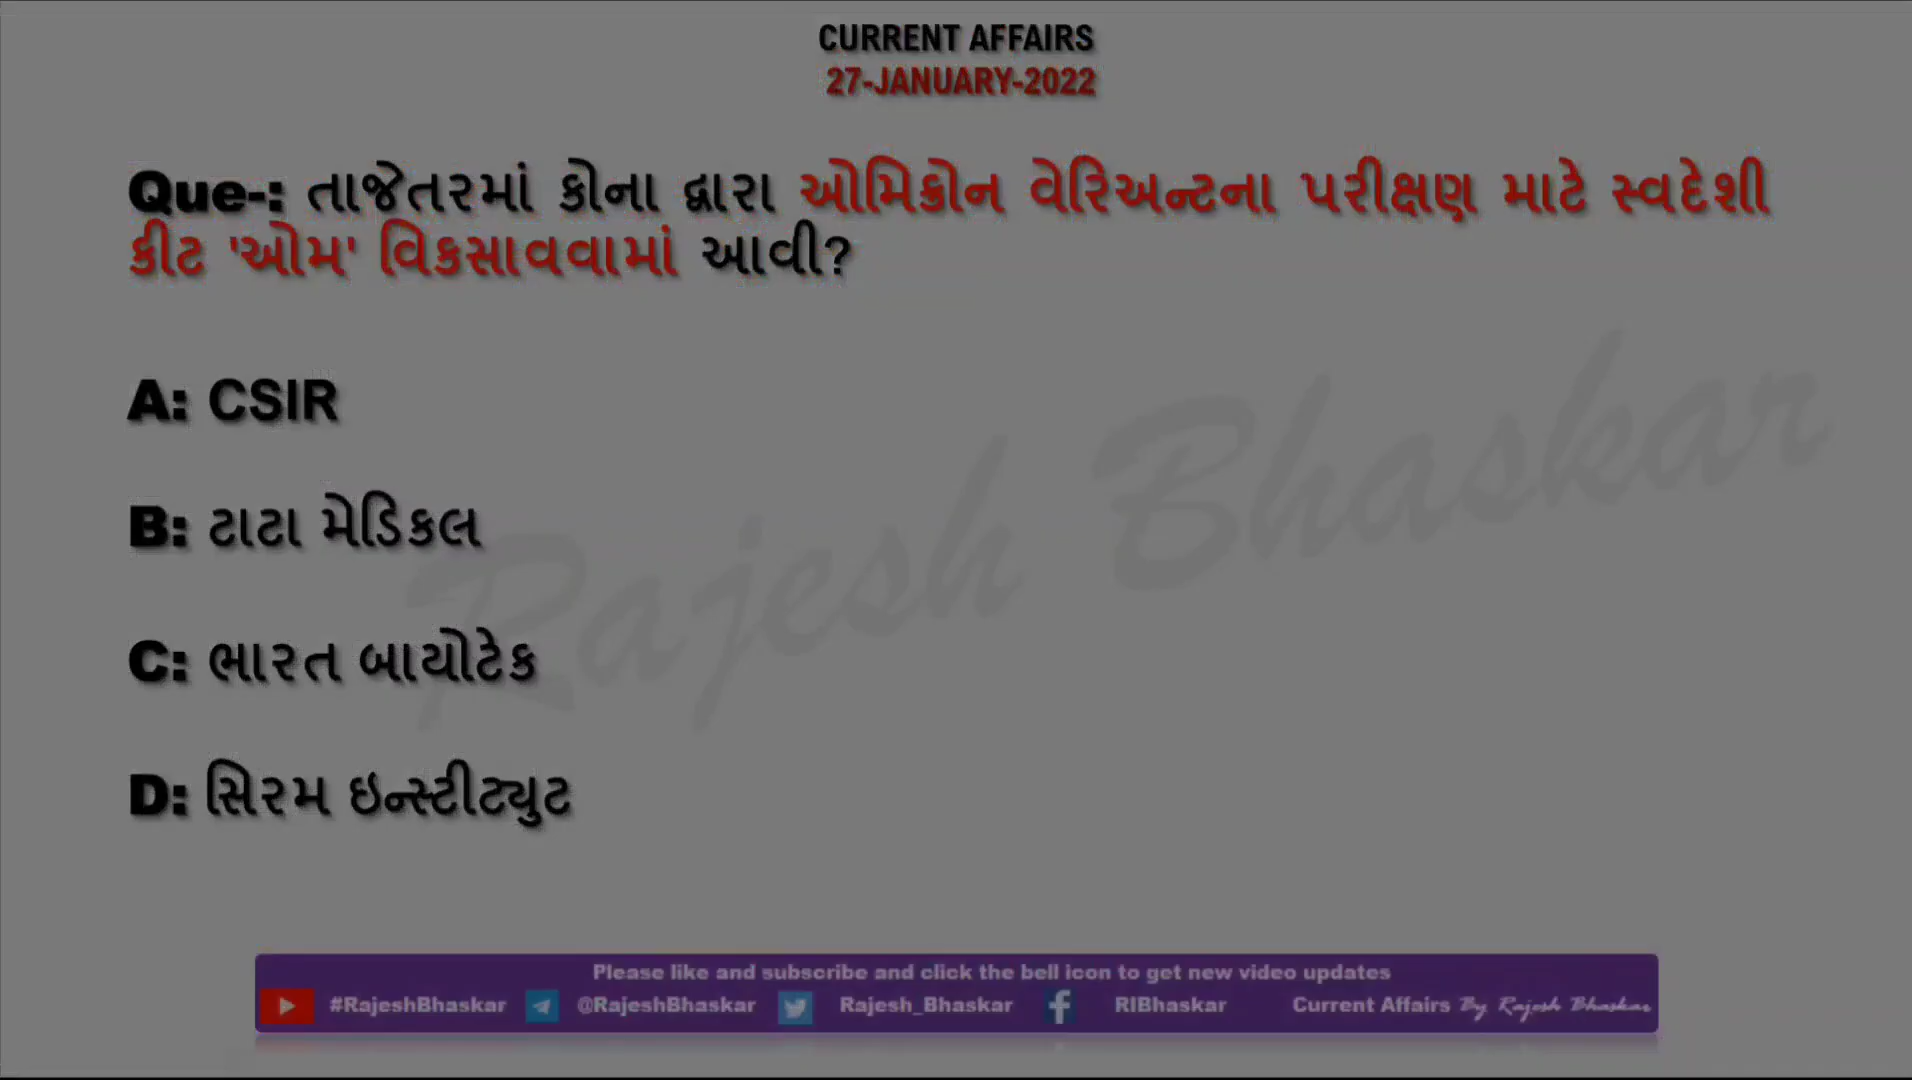 CURRENT AFFAIRS
27-JANUARY-2022
Que-: તાજેતરમાં કોના દ્વારા ઓમિક્રોન વેરિઅન્ટના પરીક્ષણ માટે સ્વદેશી
કીટ 'ઓમ' વિકસાવવામાં આવી?
A: CSIR
B: ટાટા મેડિકલ
C: ભારત બાયોટેક
D: સિરમ ઇન્સ્ટીટ્યુટ
Rajesh Bhaskar
Please like and subscribe and click the bell icon to get new video updates
#RajeshBhaskar @RajeshBhaskar Rajesh_Bhaskar RIBhaskar Current Affairs By Rajesh Bhaskar